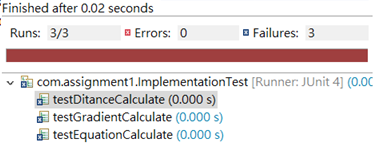 Finished after 0.02 seconds
Runs: 3/3 Errors: 0 Failures: 3
com.assignment1.ImplementationTest [Runner: JUnit 4] (0.00
testDitanceCalculate (0.000 s)
testGradientCalculate (0.000 s)
testEquationCalculate (0.000 s)